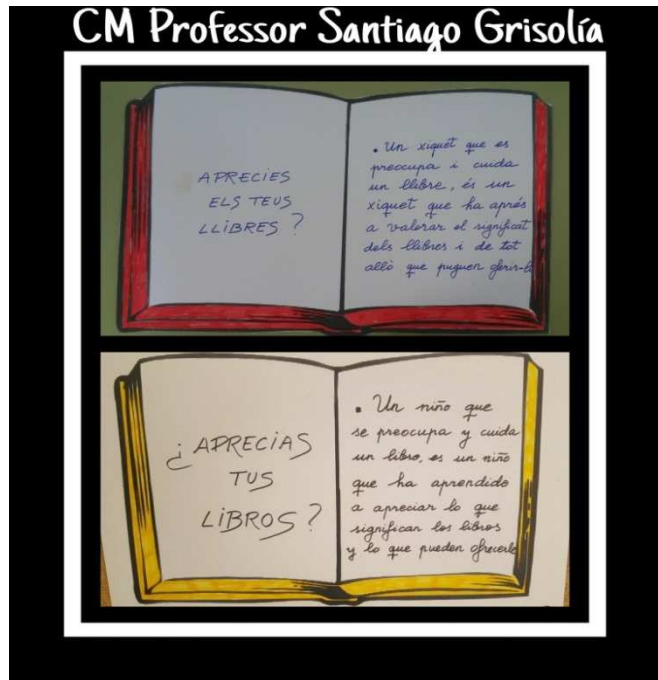 CM Professor Santiago Grisolía
APRECIES
ELS TEUS
LLIBRES ?
. Un xiquet que es
preocupa i cuida
un llibre, és un
xiquet que ha aprés
a valorar el significat
dels llibres i de tot
allò que puguen oferir-li
¿ APRECIAS
TUS
LIBROS ?
. Un niño que
se preocupa y cuida
un libro, es un niño
que ha aprendido
a apreciar lo que
significan los libros
y lo que pueden ofrecerle